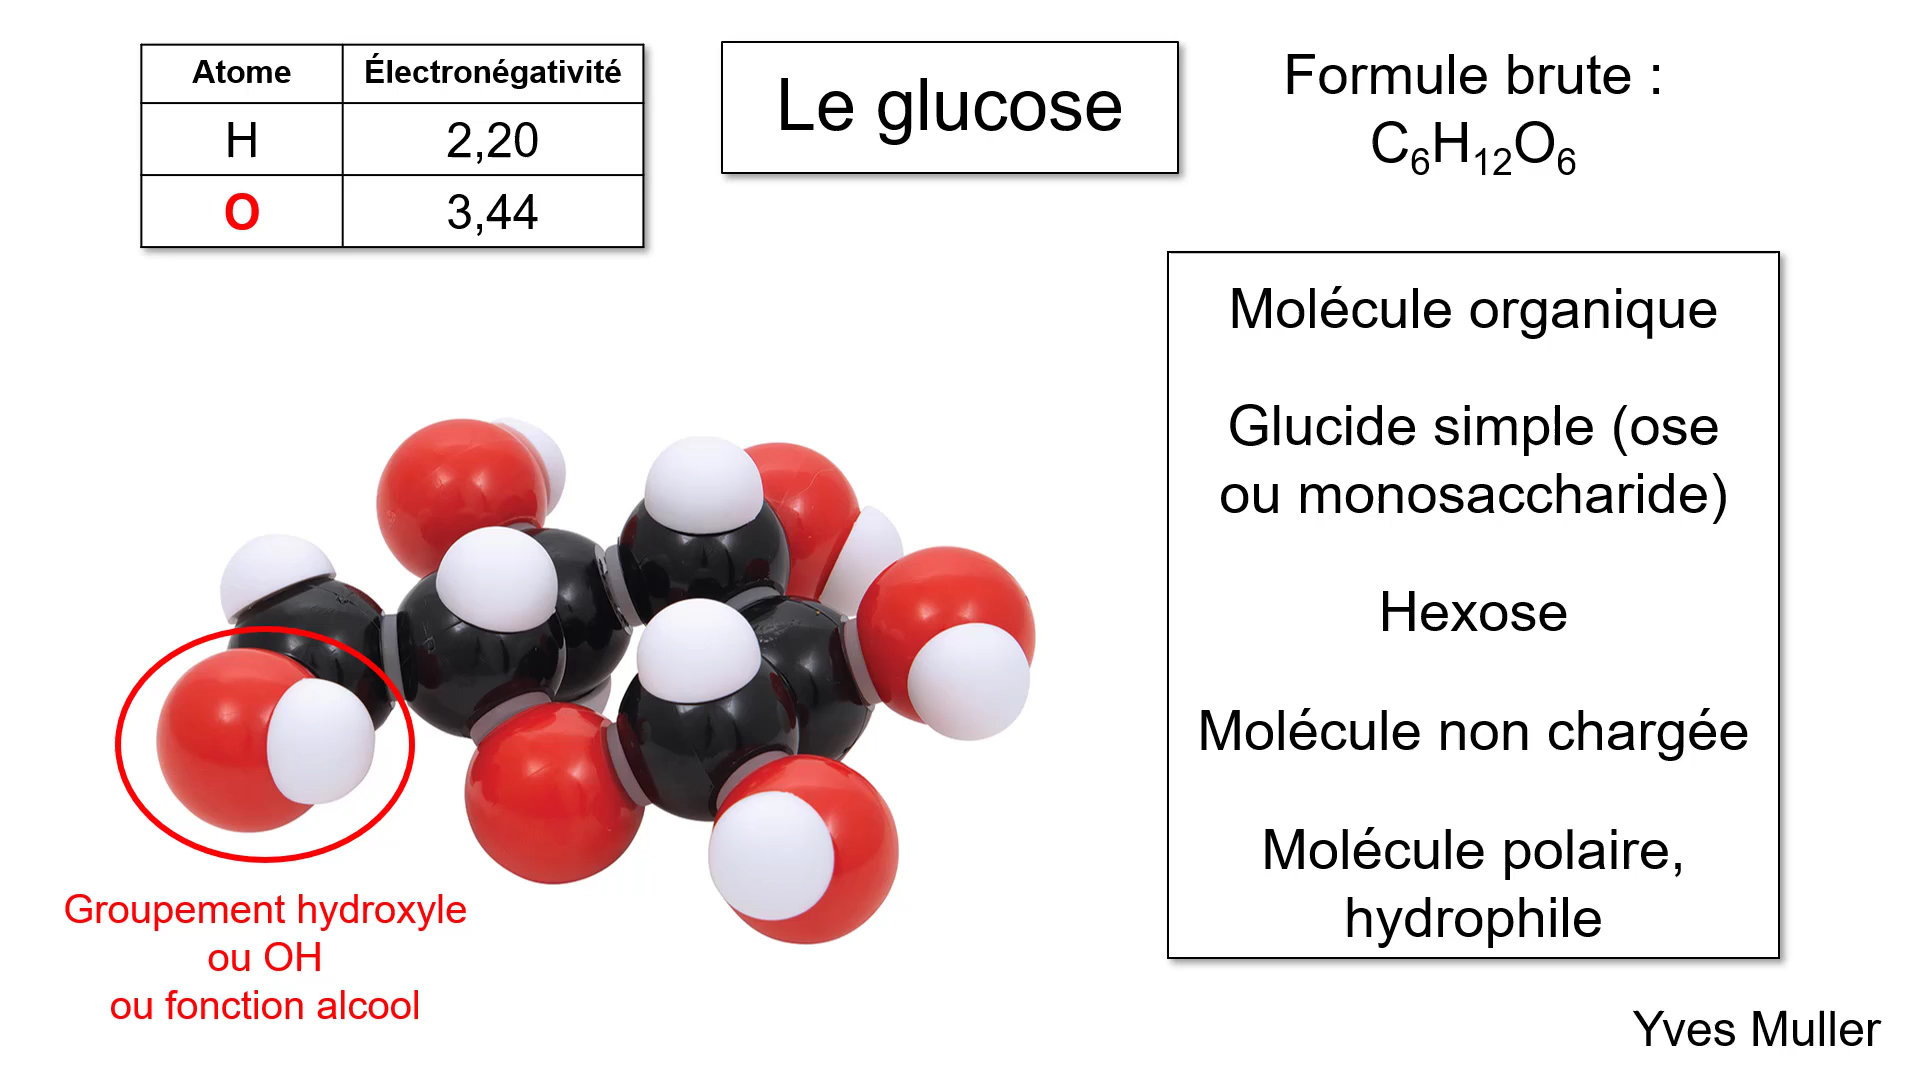 Atome Électronégativité
H 2,20
O 3,44
Le glucose
Formule brute :
C₆H₁₂O₆
Molécule organique
Glucide simple (ose
ou monosaccharide)
Hexose
Molécule non chargée
Molécule polaire,
hydrophile
Groupement hydroxyle
ou OH
ou fonction alcool
Yves Muller